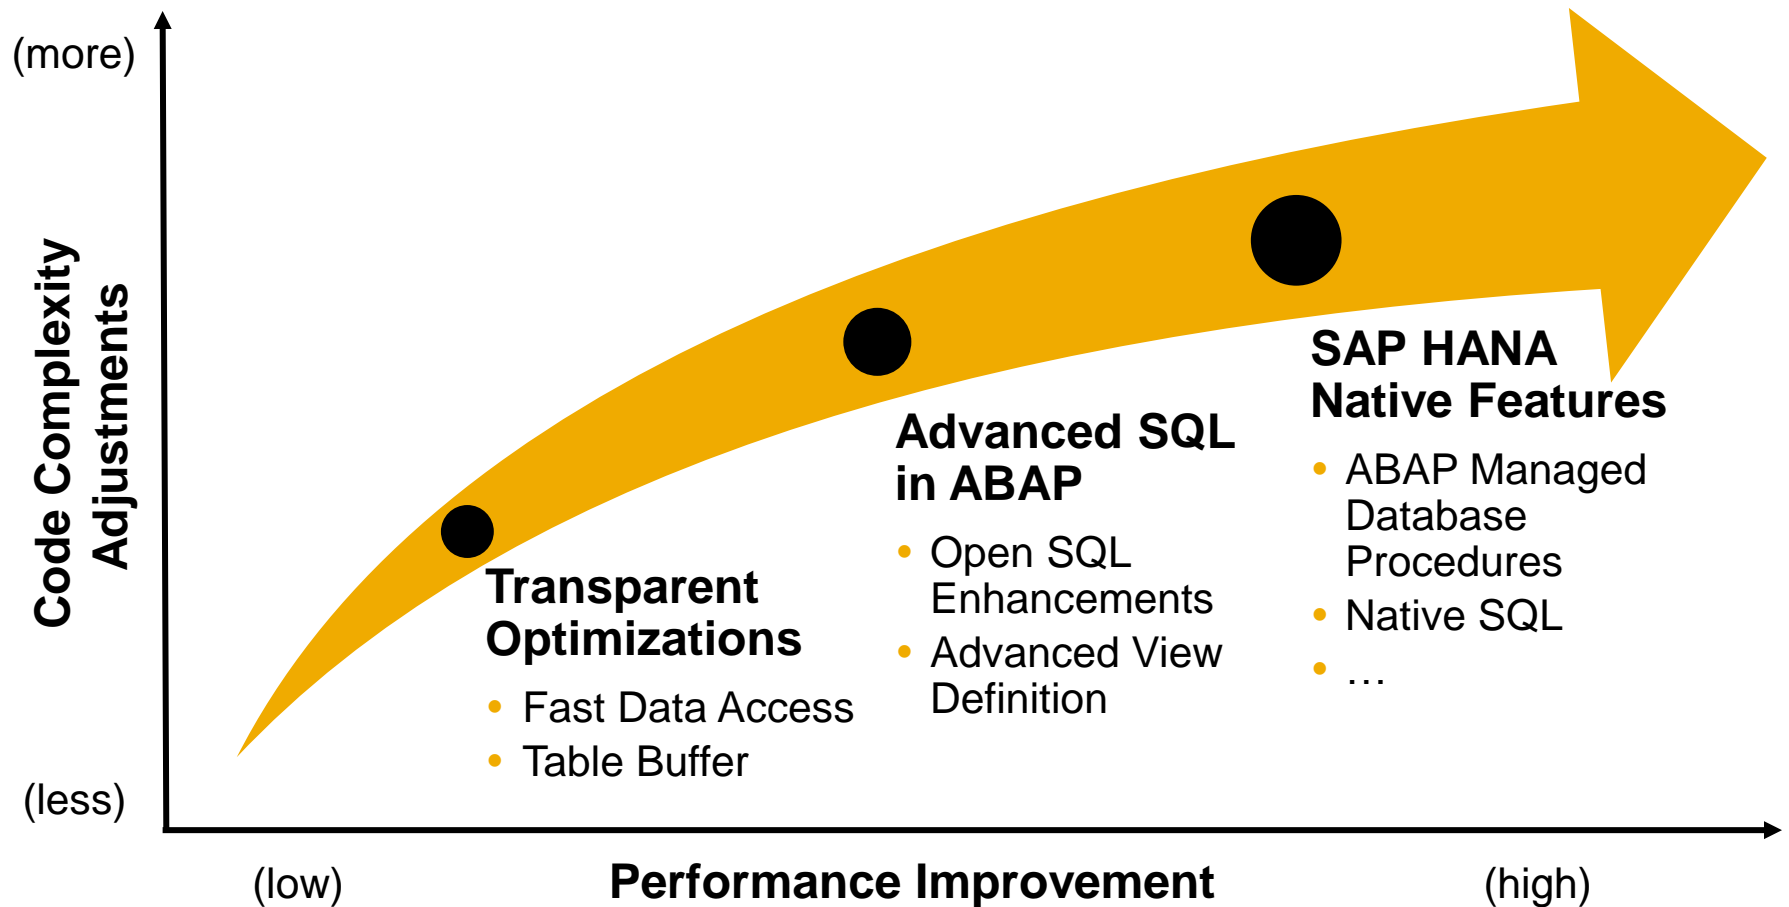 (more)
Code Complexity
Adjustments
(less)
Transparent
Optimizations
• Fast Data Access
• Table Buffer
Advanced SQL
in ABAP
• Open SQL
Enhancements
• Advanced View
Definition
SAP HANA
Native Features
• ABAP Managed
Database
Procedures
• Native SQL
• …
(low)
Performance Improvement
(high)